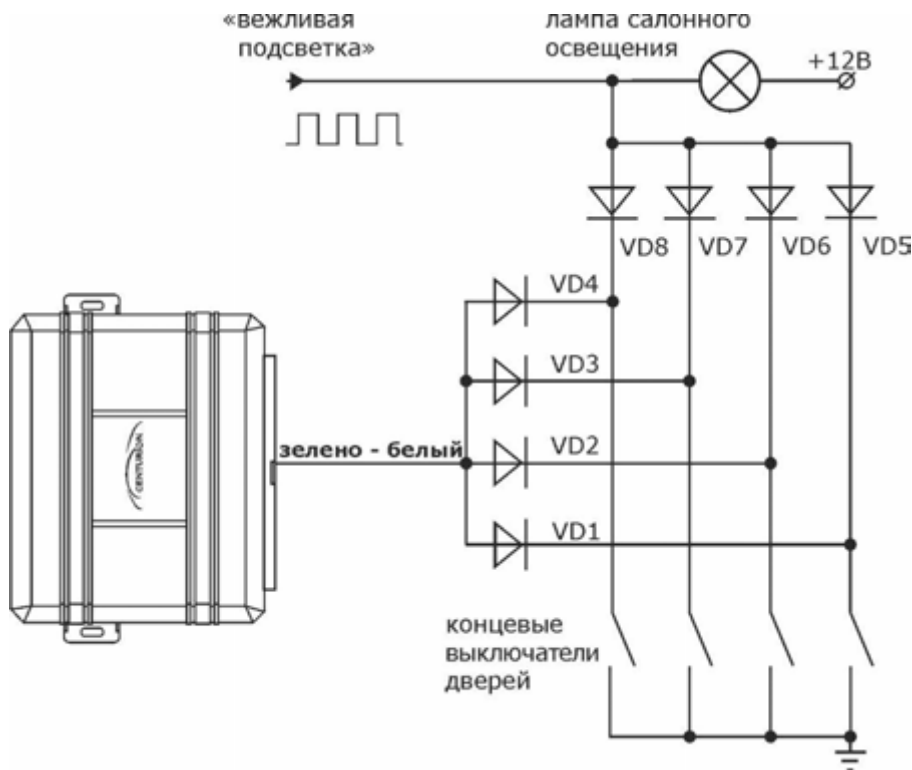 «вежливая
подсветка»
лампа салонного
освещения
+12В
VD8
VD7
VD6
VD5
VD4
VD3
зелено - белый
VD2
VD1
CENTURION
концевые
выключатели
дверей